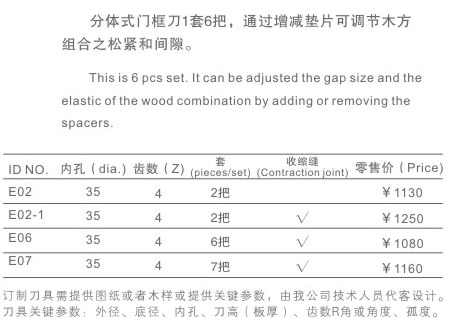 分体式门框刀1套6把，通过增减垫片可调节木方
组合之松紧和间隙。
This is 6 pcs set. It can be adjusted the gap size and the
elastic of the wood combination by adding or removing the
spacers.
ID NO. 内孔（dia.） 齿数（Z） 套 (pieces/set) 收缩缝 (Contraction joint) 零售价（Price）
E02 35 4 2把 ￥1130
E02-1 35 4 2把 √ ￥1250
E06 35 4 6把 √ ￥1080
E07 35 4 7把 √ ￥1160
订制刀具需提供图纸或者木样或提供关键参数，由我公司技术人员代客设计。
刀具关键参数：外径、底径、内孔、刀高（板厚）、齿数R角或角度、弧度。